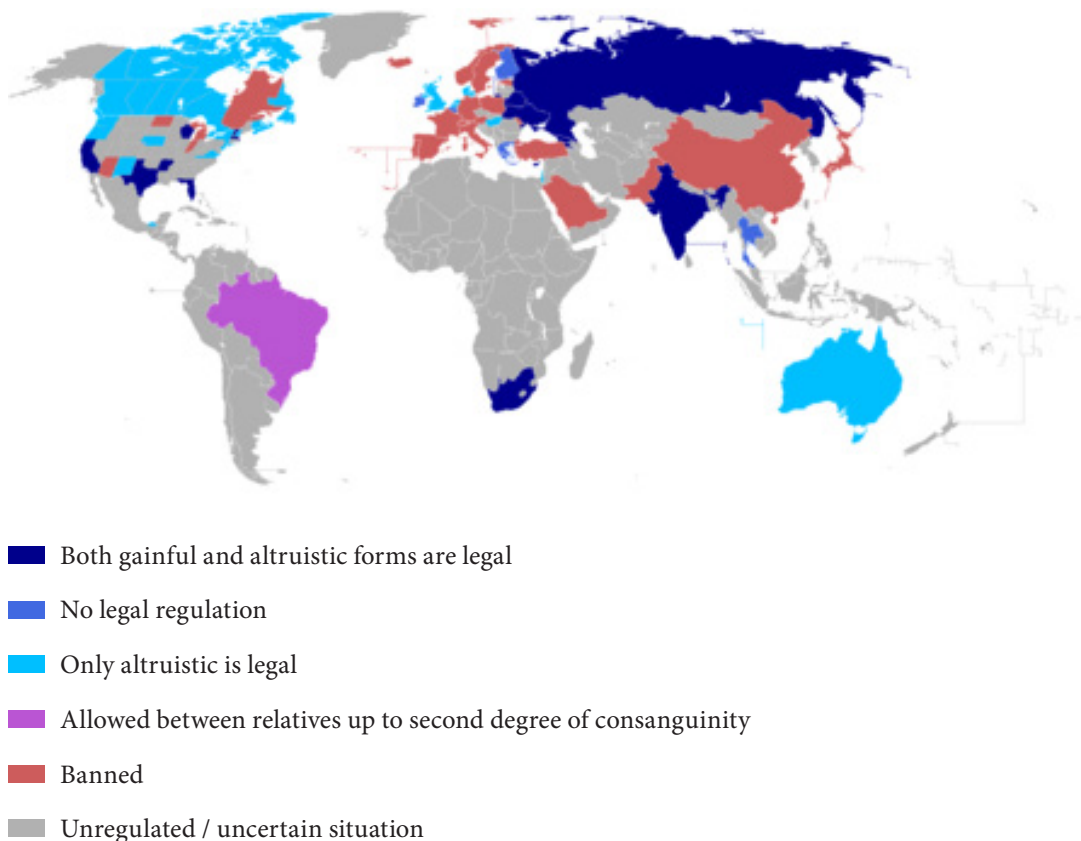 Both gainful and altruistic forms are legal
No legal regulation
Only altruistic is legal
Allowed between relatives up to second degree of consanguinity
Banned
Unregulated / uncertain situation